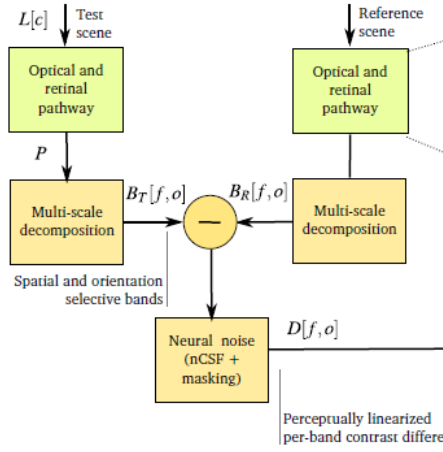 L[c]
Test
scene
Reference
scene
Optical and
retinal
pathway
Optical and
retinal
pathway
P
B_T[f,o]
B_R[f,o]
Multi-scale
decomposition
−
Multi-scale
decomposition
Spatial and orientation
selective bands
Neural noise
(nCSF +
masking)
D[f,o]
Perceptually linearized
per-band contrast differe